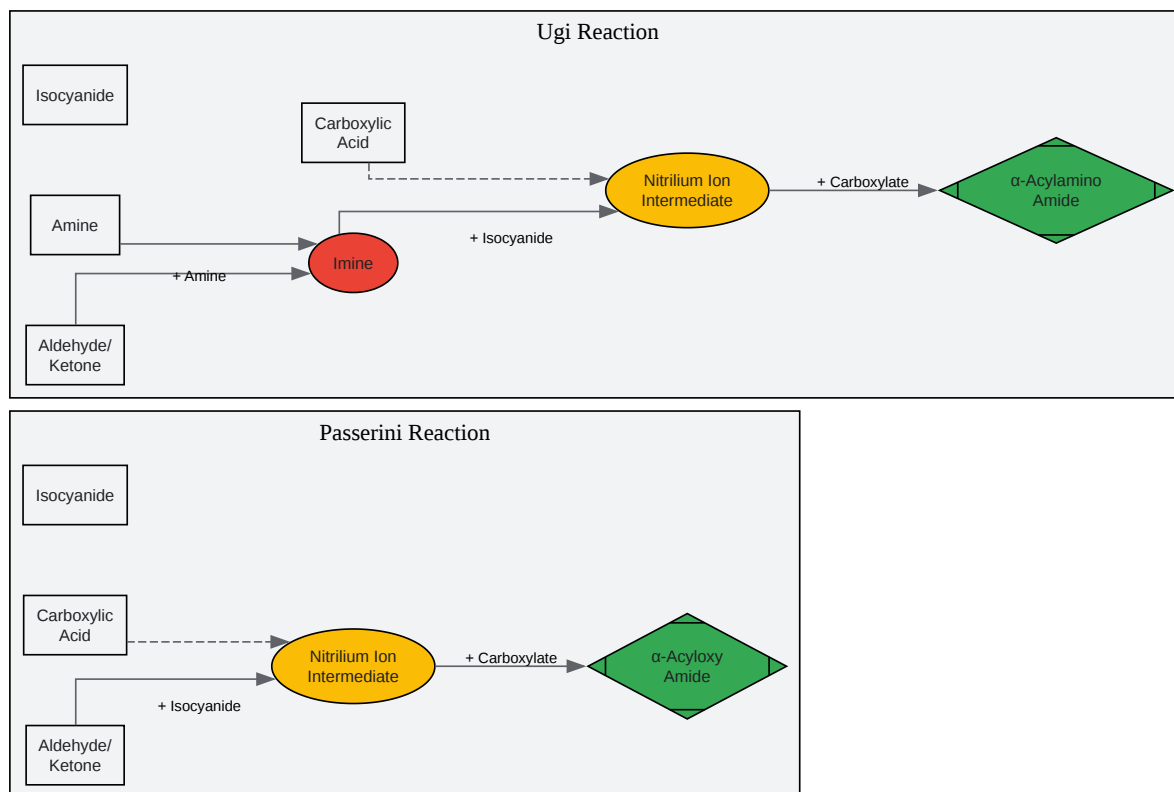 Ugi Reaction
Isocyanide
Carboxylic
Acid
Nitrilium Ion
Intermediate
+ Carboxylate
α-Acylamino
Amide
Amine
+ Isocyanide
Imine
+ Amine
Aldehyde/
Ketone
Passerini Reaction
Isocyanide
Carboxylic
Acid
Nitrilium Ion
Intermediate
+ Carboxylate
α-Acyloxy
Amide
+ Isocyanide
Aldehyde/
Ketone